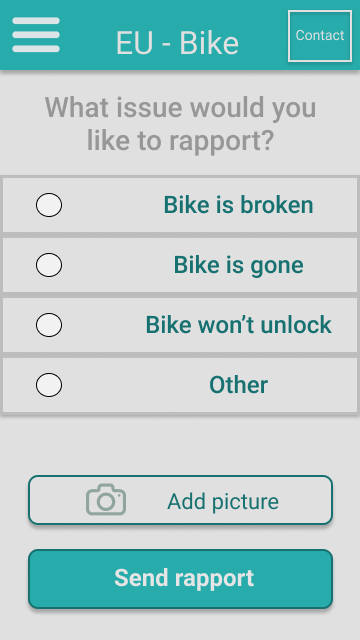 EU - Bike
Contact
What issue would you
like to rapport?
Bike is broken
Bike is gone
Bike won’t unlock
Other
Add picture
Send rapport